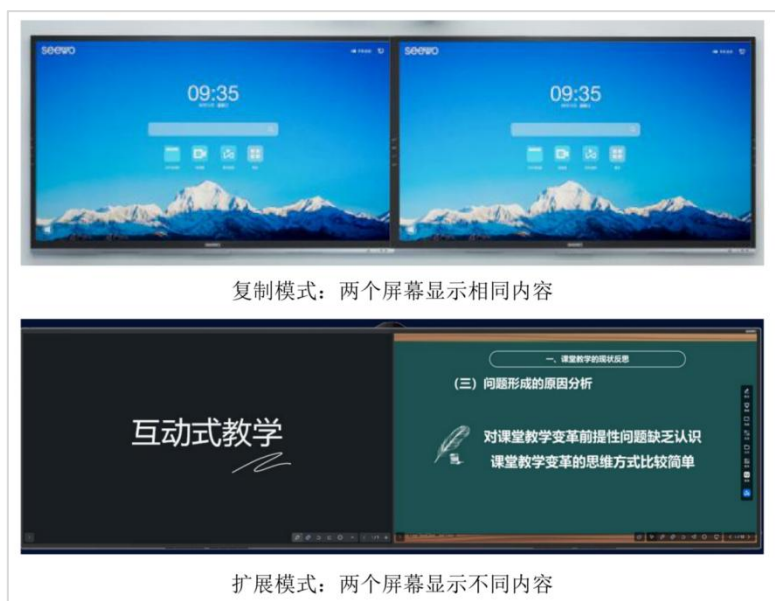 seewo
seewo
09:35
09:35
复制模式：两个屏幕显示相同内容
一、课堂教学的现状反思
（三）问题形成的原因分析
互动式教学
对课堂教学变革前提性问题缺乏认识
课堂教学变革的思维方式比较简单
扩展模式：两个屏幕显示不同内容